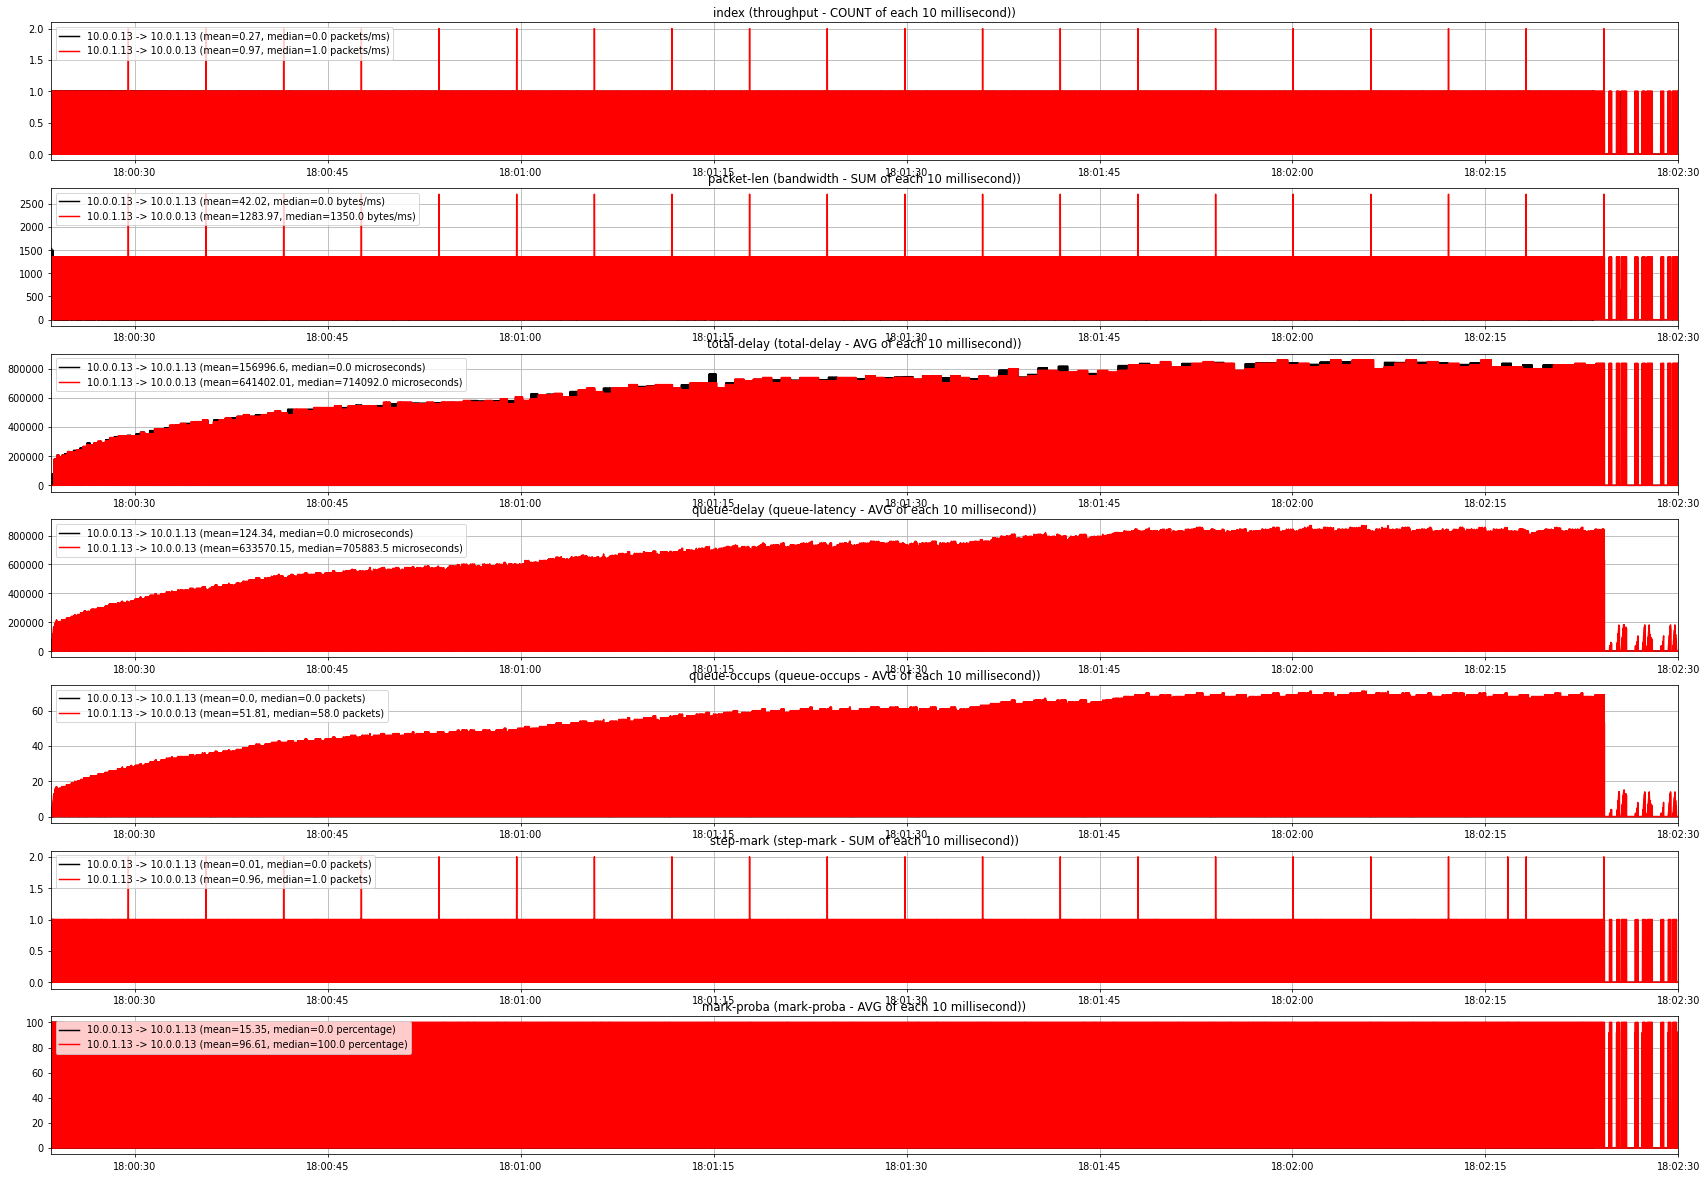 index (throughput - COUNT of each 10 millisecond))
10.0.0.13 -> 10.0.1.13 (mean=0.27, median=0.0 packets/ms)
10.0.1.13 -> 10.0.0.13 (mean=0.97, median=1.0 packets/ms)
2.0
1.5
1.0
0.5
0.0
18:00:30 18:00:45 18:01:00 18:01:15 18:01:30 18:01:45 18:02:00 18:02:15 18:02:30
packet-len (bandwidth - SUM of each 10 millisecond))
10.0.0.13 -> 10.0.1.13 (mean=42.02, median=0.0 bytes/ms)
10.0.1.13 -> 10.0.0.13 (mean=1283.97, median=1350.0 bytes/ms)
2500
2000
1500
1000
500
0
18:00:30 18:00:45 18:01:00 18:01:15 18:01:30 18:01:45 18:02:00 18:02:15 18:02:30
total-delay (total-delay - AVG of each 10 millisecond))
10.0.0.13 -> 10.0.1.13 (mean=156996.6, median=0.0 microseconds)
10.0.1.13 -> 10.0.0.13 (mean=641402.01, median=714092.0 microseconds)
800000
600000
400000
200000
0
18:00:30 18:00:45 18:01:00 18:01:15 18:01:30 18:01:45 18:02:00 18:02:15 18:02:30
queue-delay (queue-latency - AVG of each 10 millisecond))
10.0.0.13 -> 10.0.1.13 (mean=124.34, median=0.0 microseconds)
10.0.1.13 -> 10.0.0.13 (mean=633570.15, median=705883.5 microseconds)
800000
600000
400000
200000
0
18:00:30 18:00:45 18:01:00 18:01:15 18:01:30 18:01:45 18:02:00 18:02:15 18:02:30
queue-occups (queue-occups - AVG of each 10 millisecond))
10.0.0.13 -> 10.0.1.13 (mean=0.0, median=0.0 packets)
10.0.1.13 -> 10.0.0.13 (mean=51.81, median=58.0 packets)
60
40
20
0
18:00:30 18:00:45 18:01:00 18:01:15 18:01:30 18:01:45 18:02:00 18:02:15 18:02:30
step-mark (step-mark - SUM of each 10 millisecond))
10.0.0.13 -> 10.0.1.13 (mean=0.01, median=0.0 packets)
10.0.1.13 -> 10.0.0.13 (mean=0.96, median=1.0 packets)
2.0
1.5
1.0
0.5
0.0
18:00:30 18:00:45 18:01:00 18:01:15 18:01:30 18:01:45 18:02:00 18:02:15 18:02:30
mark-proba (mark-proba - AVG of each 10 millisecond))
10.0.0.13 -> 10.0.1.13 (mean=15.35, median=0.0 percentage)
10.0.1.13 -> 10.0.0.13 (mean=96.61, median=100.0 percentage)
100
80
60
40
20
0
18:00:30 18:00:45 18:01:00 18:01:15 18:01:30 18:01:45 18:02:00 18:02:15 18:02:30